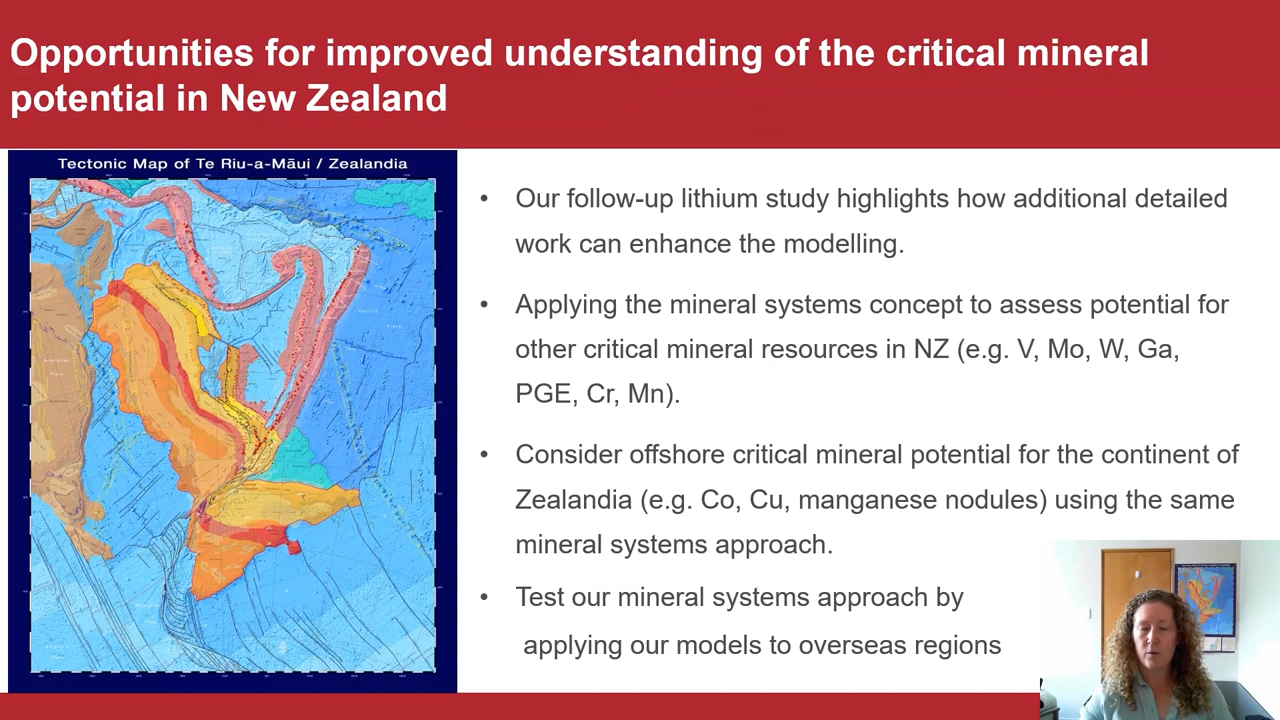 Opportunities for improved understanding of the critical mineral
potential in New Zealand
Tectonic Map of Te Riu-a-Māui / Zealandia
• Our follow-up lithium study highlights how additional detailed
work can enhance the modelling.
• Applying the mineral systems concept to assess potential for
other critical mineral resources in NZ (e.g. V, Mo, W, Ga,
PGE, Cr, Mn).
• Consider offshore critical mineral potential for the continent of
Zealandia (e.g. Co, Cu, manganese nodules) using the same
mineral systems approach.
• Test our mineral systems approach by
applying our models to overseas regions